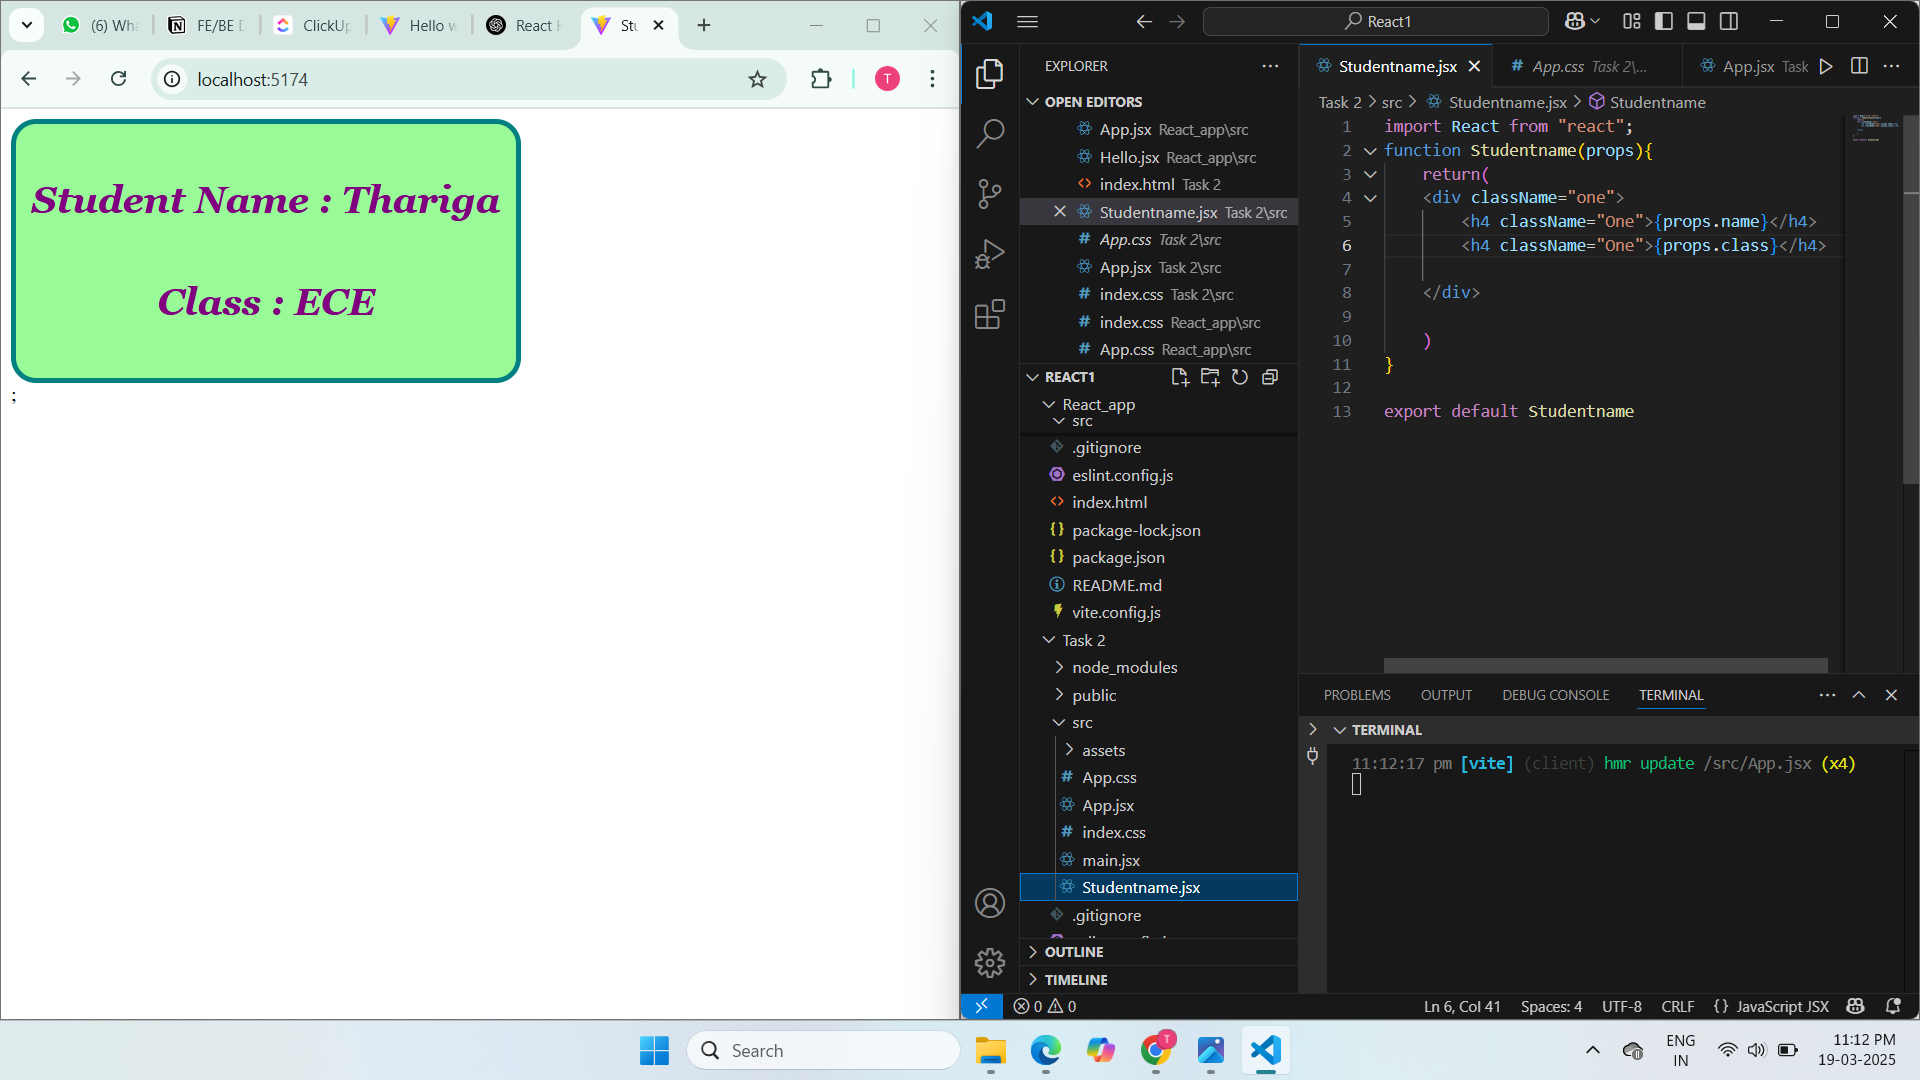 (6) Wha
FE/BE D
ClickUp
Hello w
React H
Stu
localhost:5174
T
Student Name : Thariga
Class : ECE
;
React1
EXPLORER
OPEN EDITORS
App.jsx React_app\src
Hello.jsx React_app\src
index.html Task 2
Studentname.jsx Task 2\src
App.css Task 2\src
App.jsx Task 2\src
index.css Task 2\src
index.css React_app\src
App.css React_app\src
REACT1
React_app
src
.gitignore
eslint.config.js
index.html
package-lock.json
package.json
README.md
vite.config.js
Task 2
node_modules
public
src
assets
App.css
App.jsx
index.css
main.jsx
Studentname.jsx
.gitignore
OUTLINE
TIMELINE
Studentname.jsx
App.css Task 2\...
App.jsx Task
Task 2 > src > Studentname.jsx > Studentname
1 import React from "react";
2 function Studentname(props){
3 return(
4 <div className="one">
5 <h4 className="One">{props.name}</h4>
6 <h4 className="One">{props.class}</h4>
7
8 </div>
9
10 )
11 }
12
13 export default Studentname
PROBLEMS OUTPUT DEBUG CONSOLE TERMINAL
TERMINAL
11:12:17 pm [vite] (client) hmr update /src/App.jsx (x4)
0 0
Ln 6, Col 41 Spaces: 4 UTF-8 CRLF {} JavaScript JSX
Search
T
ENG
IN
11:12 PM
19-03-2025